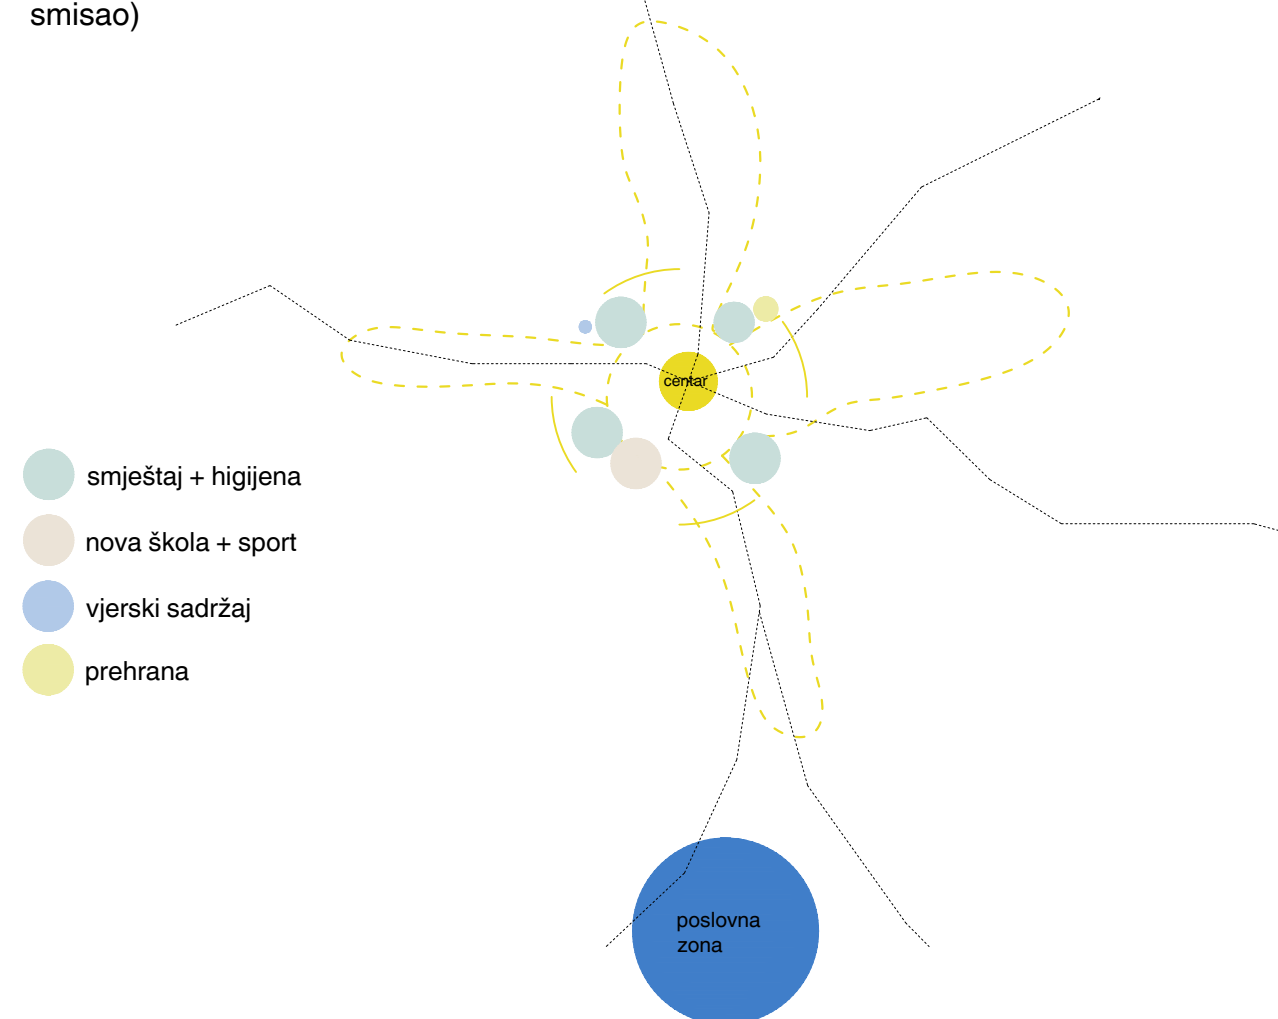 smisao)
centar
smještaj + higijena
nova škola + sport
vjerski sadržaj
prehrana
poslovna
zona